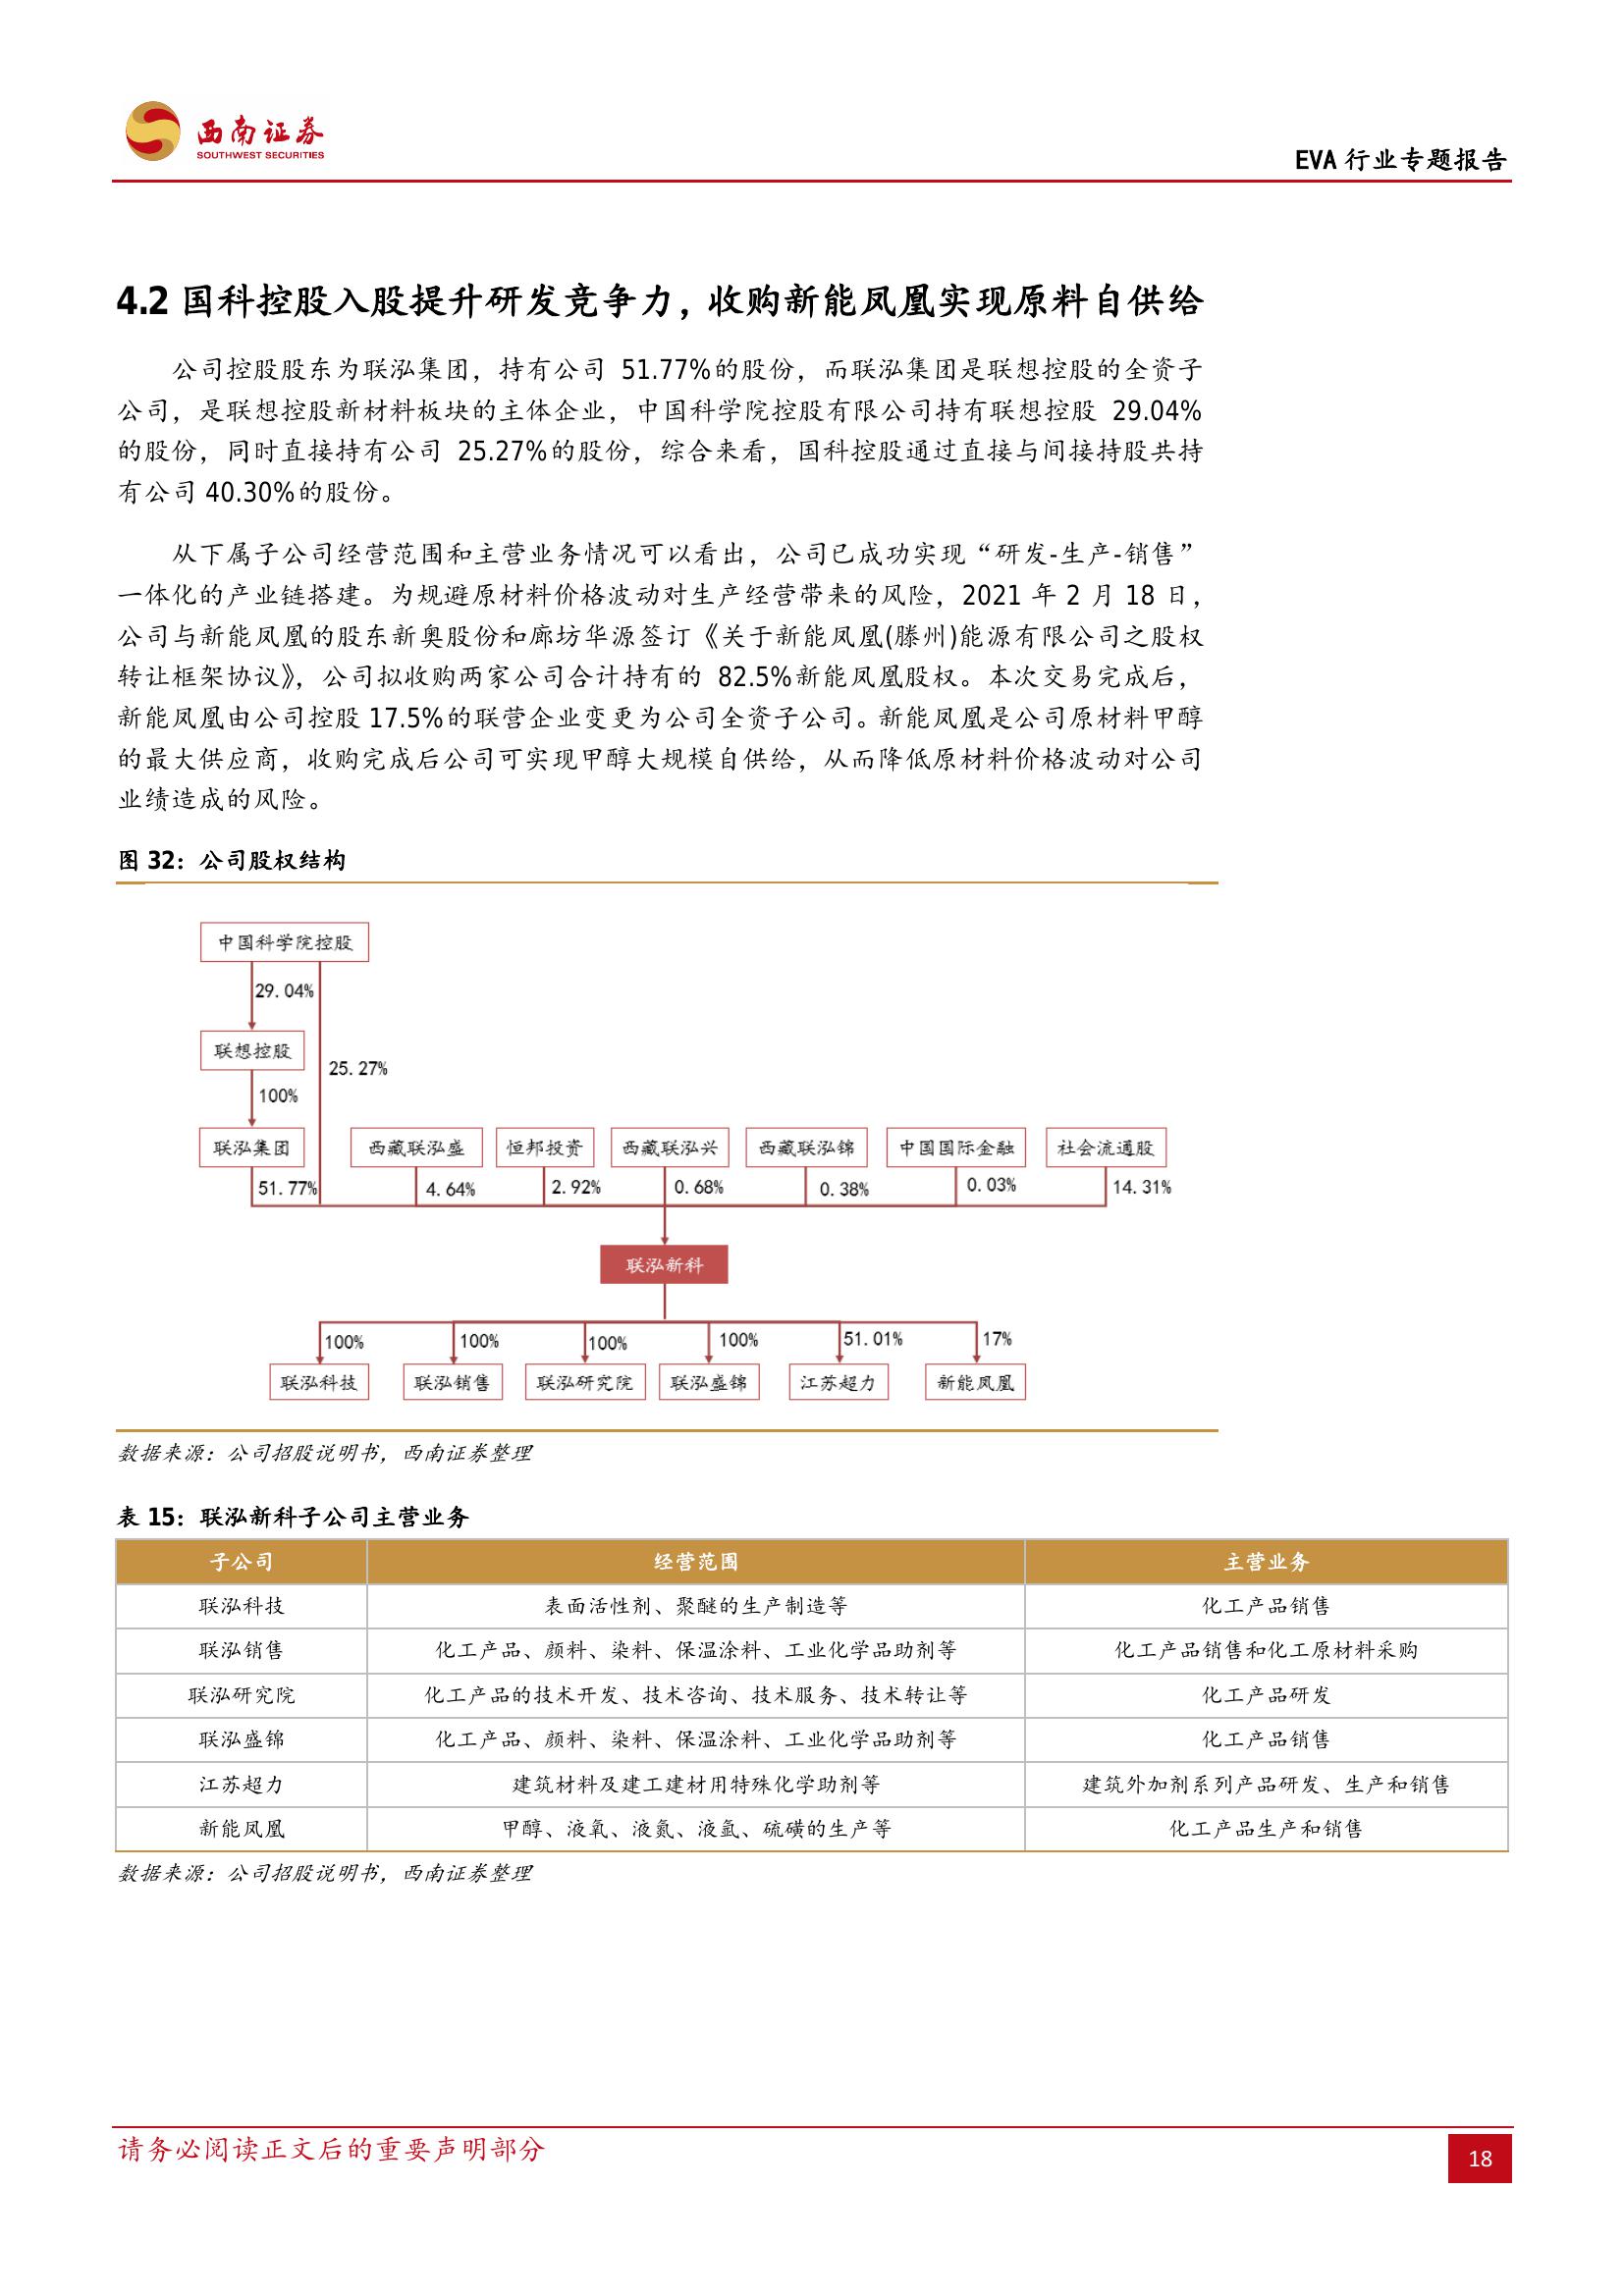 西南证券
SOUTHWEST SECURITIES
EVA 行业专题报告
4.2 国科控股入股提升研发竞争力，收购新能凤凰实现原料自供给
公司控股股东为联泓集团，持有公司 51.77%的股份，而联泓集团是联想控股的全资子
公司，是联想控股新材料板块的主体企业，中国科学院控股有限公司持有联想控股 29.04%
的股份，同时直接持有公司 25.27%的股份，综合来看，国科控股通过直接与间接持股共持
有公司 40.30%的股份。
从下属子公司经营范围和主营业务情况可以看出，公司已成功实现“研发-生产-销售”
一体化的产业链搭建。为规避原材料价格波动对生产经营带来的风险，2021 年 2 月 18 日，
公司与新能凤凰的股东新奥股份和廊坊华源签订《关于新能凤凰(滕州)能源有限公司之股权
转让框架协议》，公司拟收购两家公司合计持有的 82.5%新能凤凰股权。本次交易完成后，
新能凤凰由公司控股 17.5%的联营企业变更为公司全资子公司。新能凤凰是公司原材料甲醇
的最大供应商，收购完成后公司可实现甲醇大规模自供给，从而降低原材料价格波动对公司
业绩造成的风险。
图 32：公司股权结构
中国科学院控股
29.04%
联想控股
25.27%
100%
联泓集团 西藏联泓盛 恒邦投资 西藏联泓兴 西藏联泓锦 中国国际金融 社会流通股
51.77% 4.64% 2.92% 0.68% 0.38% 0.03% 14.31%
联泓新科
100% 100% 100% 100% 51.01% 17%
联泓科技 联泓销售 联泓研究院 联泓盛锦 江苏超力 新能凤凰
数据来源：公司招股说明书，西南证券整理
表 15：联泓新科子公司主营业务
子公司 经营范围 主营业务
联泓科技 表面活性剂、聚醚的生产制造等 化工产品销售
联泓销售 化工产品、颜料、染料、保温涂料、工业化学品助剂等 化工产品销售和化工原材料采购
联泓研究院 化工产品的技术开发、技术咨询、技术服务、技术转让等 化工产品研发
联泓盛锦 化工产品、颜料、染料、保温涂料、工业化学品助剂等 化工产品销售
江苏超力 建筑材料及建工建材用特殊化学助剂等 建筑外加剂系列产品研发、生产和销售
新能凤凰 甲醇、液氧、液氮、液氩、硫磺的生产等 化工产品生产和销售
数据来源：公司招股说明书，西南证券整理
请务必阅读正文后的重要声明部分
18